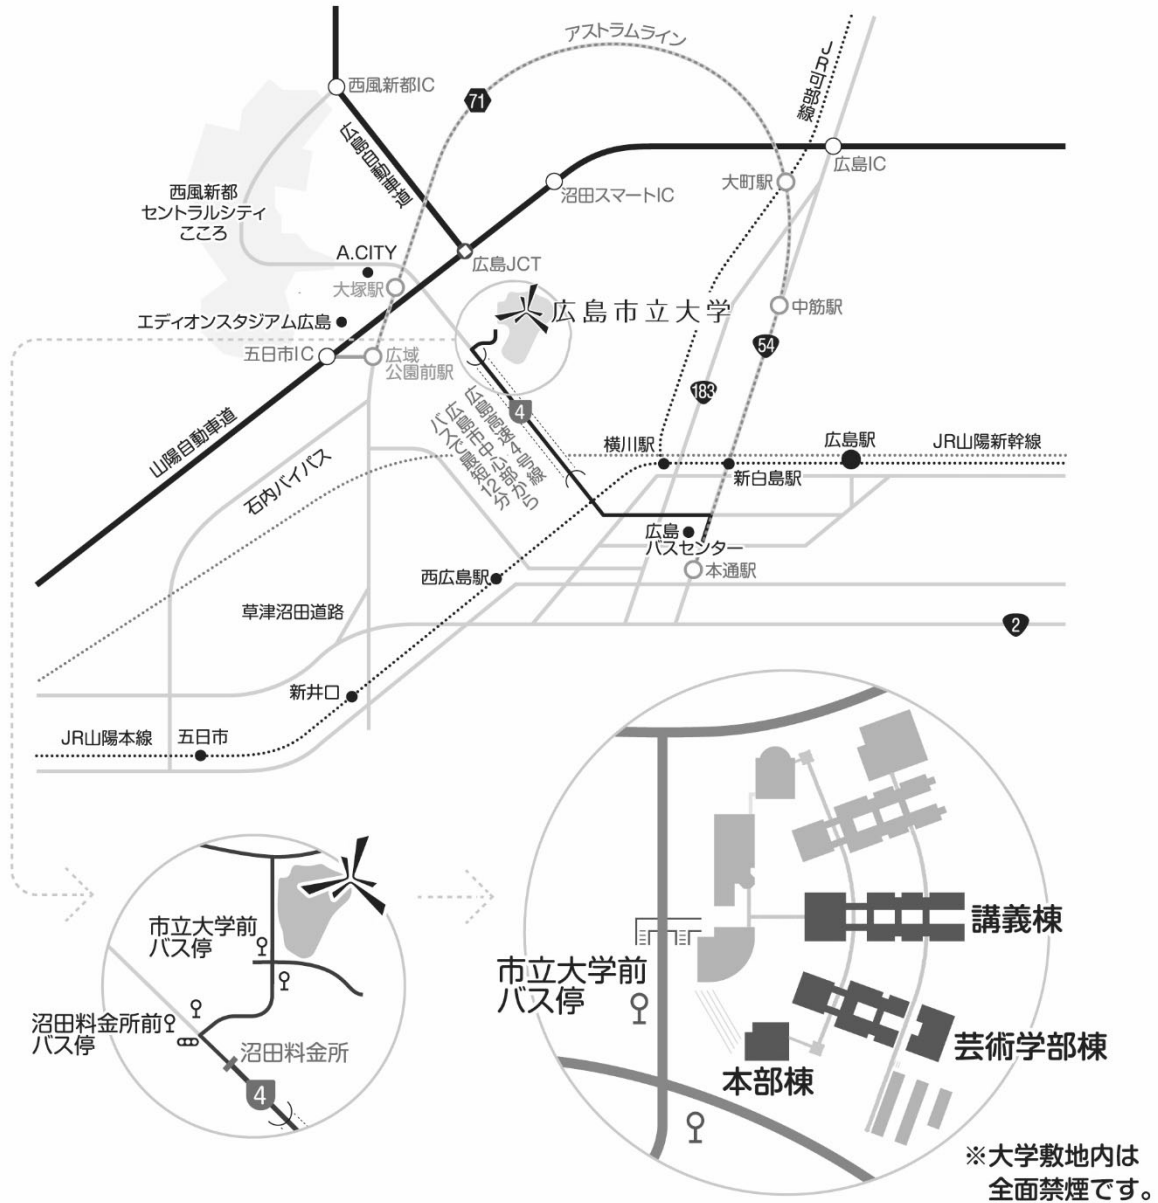 アストラムライン
JR可部線
西風新都IC
71
広島自動車道
広島IC
大町駅
沼田スマートIC
西風新都
セントラルシティ
こころ
A.CITY
広島JCT
大塚駅
広島市立大学
中筋駅
エディオンスタジアム広島
54
五日市IC
広域
公園前駅
183
4
広島高速4号線
広島市中心部から
バスで最短12分
山陽自動車道
横川駅
広島駅
JR山陽新幹線
石内バイパス
新白島駅
広島
バスセンター
西広島駅
本通駅
草津沼田道路
2
新井口
JR山陽本線
五日市
市立大学前
バス停
沼田料金所前
バス停
沼田料金所
4
講義棟
市立大学前
バス停
芸術学部棟
本部棟
※大学敷地内は
全面禁煙です。